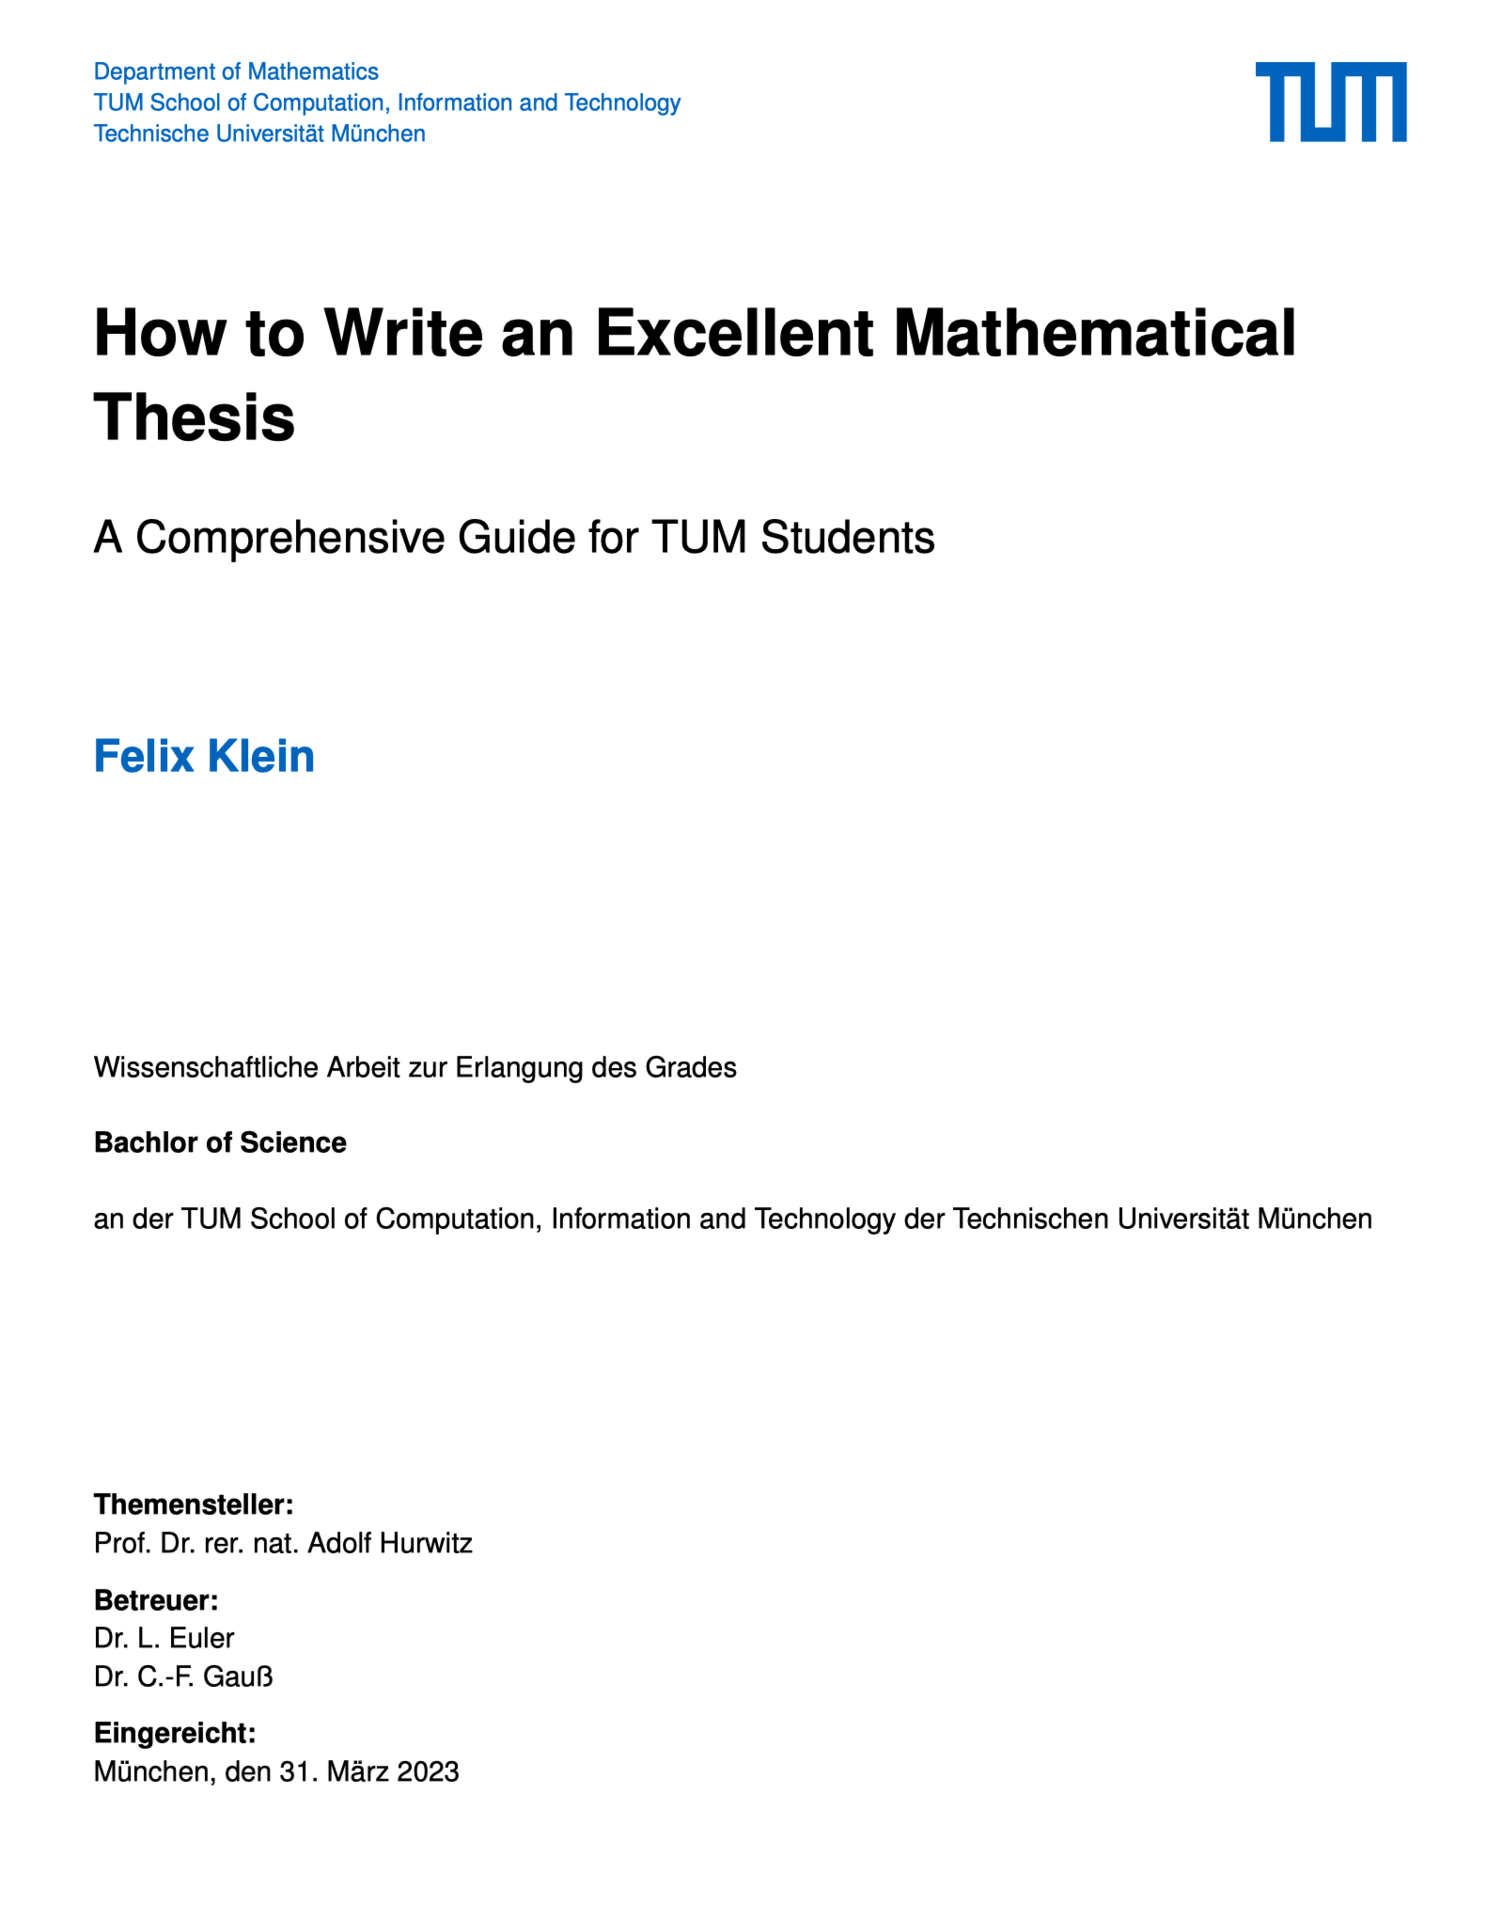 Department of Mathematics
TUM School of Computation, Information and Technology
Technische Universität München
TUM
How to Write an Excellent Mathematical
Thesis
A Comprehensive Guide for TUM Students
Felix Klein
Wissenschaftliche Arbeit zur Erlangung des Grades
Bachlor of Science
an der TUM School of Computation, Information and Technology der Technischen Universität München
Themensteller:
Prof. Dr. rer. nat. Adolf Hurwitz
Betreuer:
Dr. L. Euler
Dr. C.-F. Gauß
Eingereicht:
München, den 31. März 2023